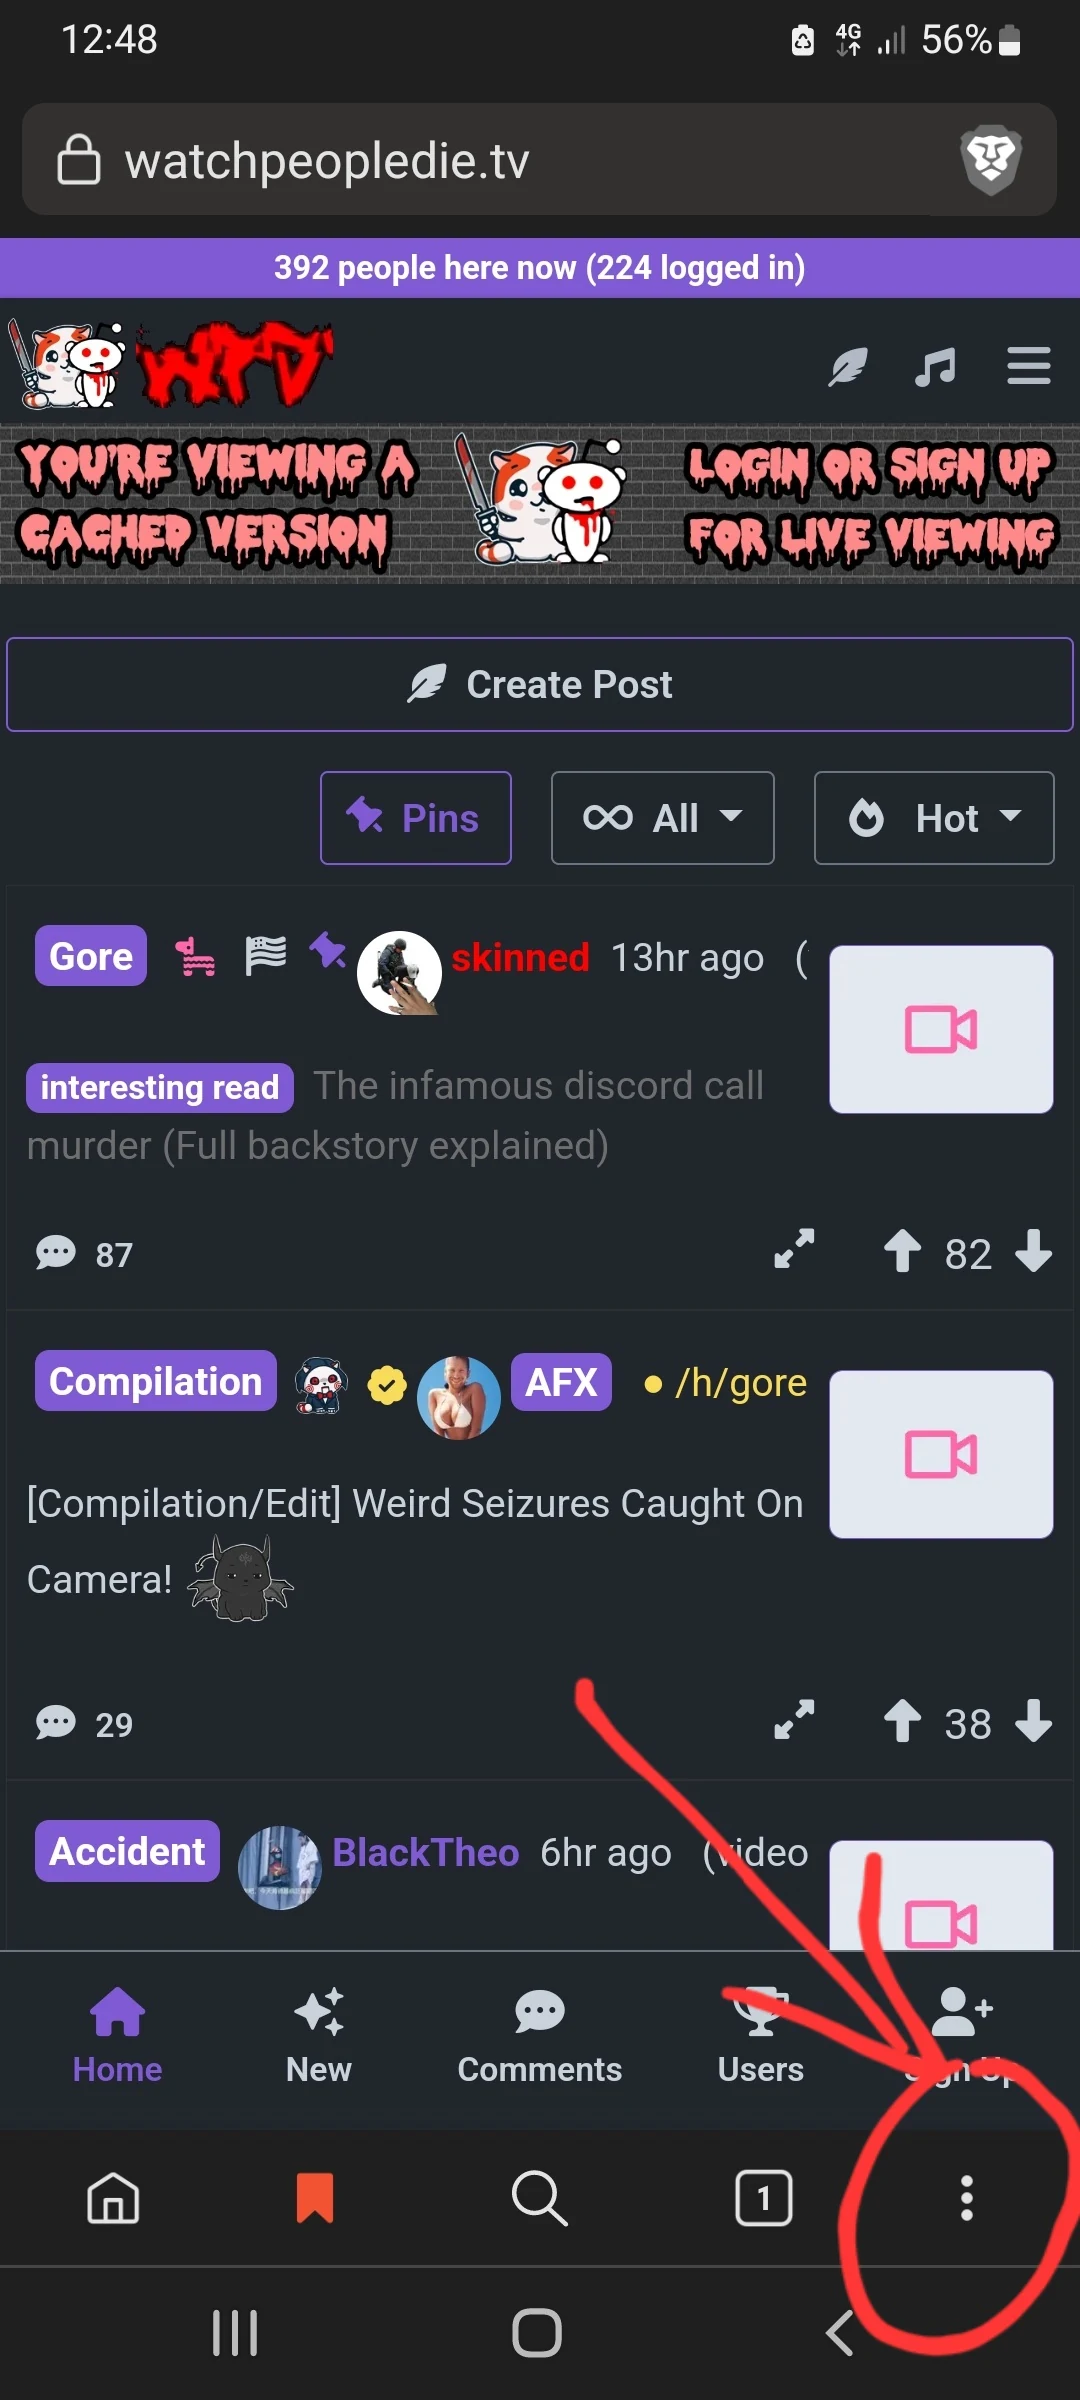 12:48
4G 56%
watchpeopledie.tv
392 people here now (224 logged in)
WPD
YOU'RE VIEWING A
CACHED VERSION
LOGIN OR SIGN UP
FOR LIVE VIEWING
Create Post
Pins All Hot
Gore skinned 13hr ago (
interesting read The infamous discord call
murder (Full backstory explained)
87 82
Compilation AFX • /h/gore
[Compilation/Edit] Weird Seizures Caught On
Camera!
29 38
Accident BlackTheo 6hr ago (video
Home New Comments Users Sign Up
1